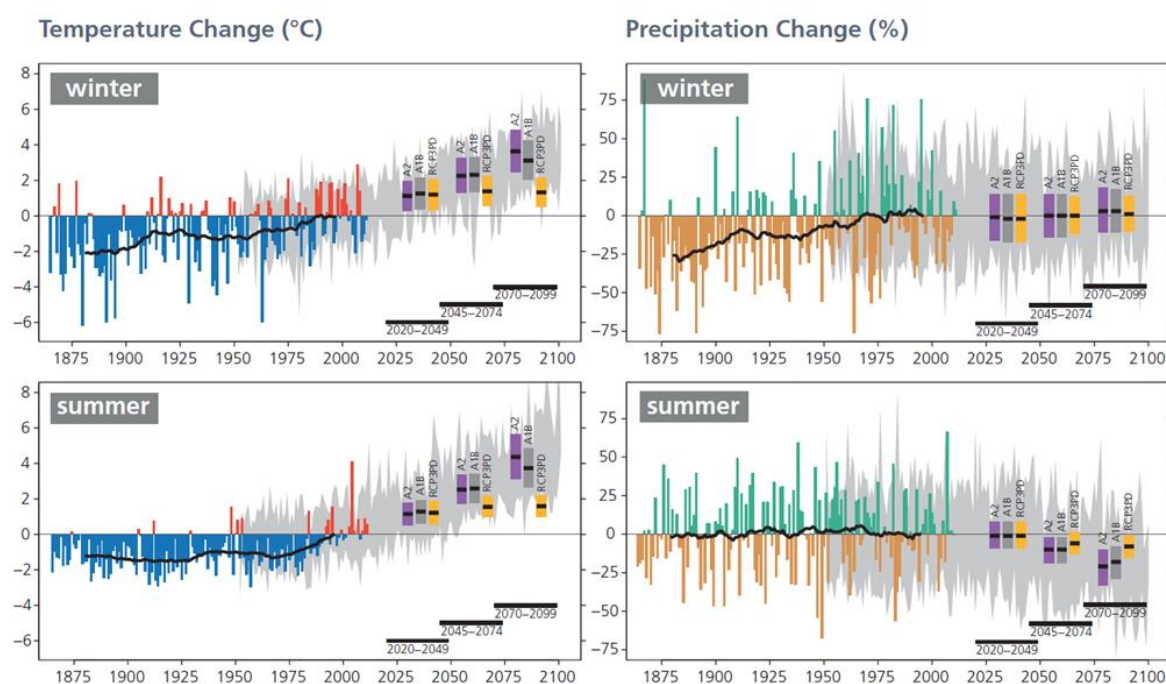 Temperature Change (°C)
Precipitation Change (%)
winter
8
6
4
2
0
−2
−4
−6
A2
A1B
RCP3PD
A2
A1B
RCP3PD
A2
A1B
RCP3PD
2020–2049
2045–2074
2070–2099
1875 1900 1925 1950 1975 2000 2025 2050 2075 2100
winter
75
50
25
0
−25
−50
−75
A2
A1B
RCP3PD
A2
A1B
RCP3PD
A2
A1B
RCP3PD
2020–2049
2045–2074
2070–2099
1875 1900 1925 1950 1975 2000 2025 2050 2075 2100
summer
8
6
4
2
0
−2
−4
−6
A2
A1B
RCP3PD
A2
A1B
RCP3PD
A2
A1B
RCP3PD
2020–2049
2045–2074
2070–2099
1875 1900 1925 1950 1975 2000 2025 2050 2075 2100
summer
75
50
25
0
−25
−50
−75
A2
A1B
RCP3PD
A2
A1B
RCP3PD
A2
A1B
RCP3PD
2020–2049
2045–2074
2070–2099
1875 1900 1925 1950 1975 2000 2025 2050 2075 2100